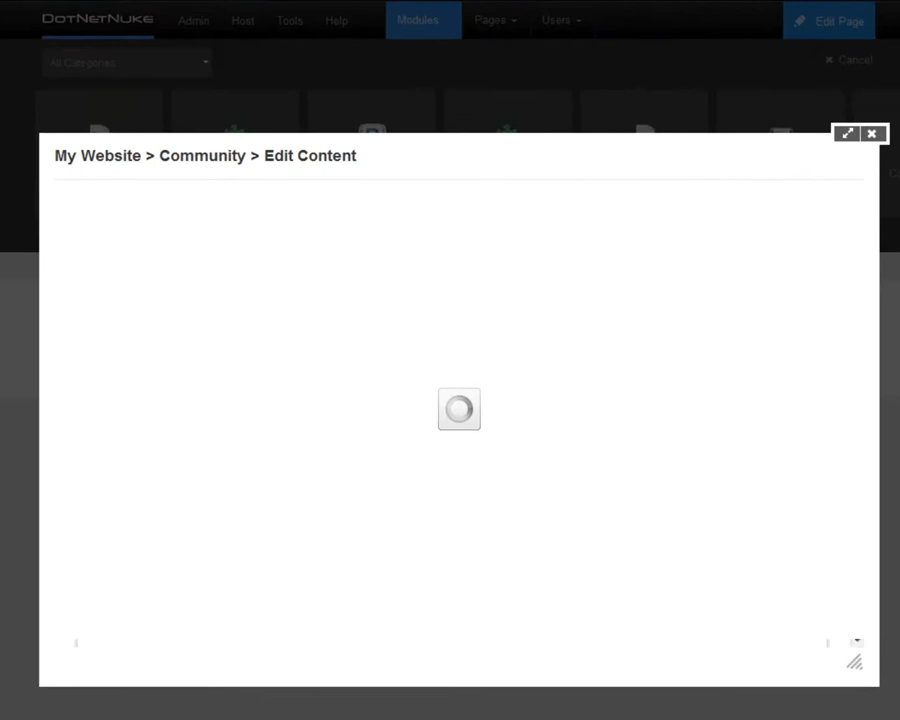 DotNetNuke Admin Host Tools Help Modules Pages Users Edit Page
All Categories Cancel
My Website > Community > Edit Content